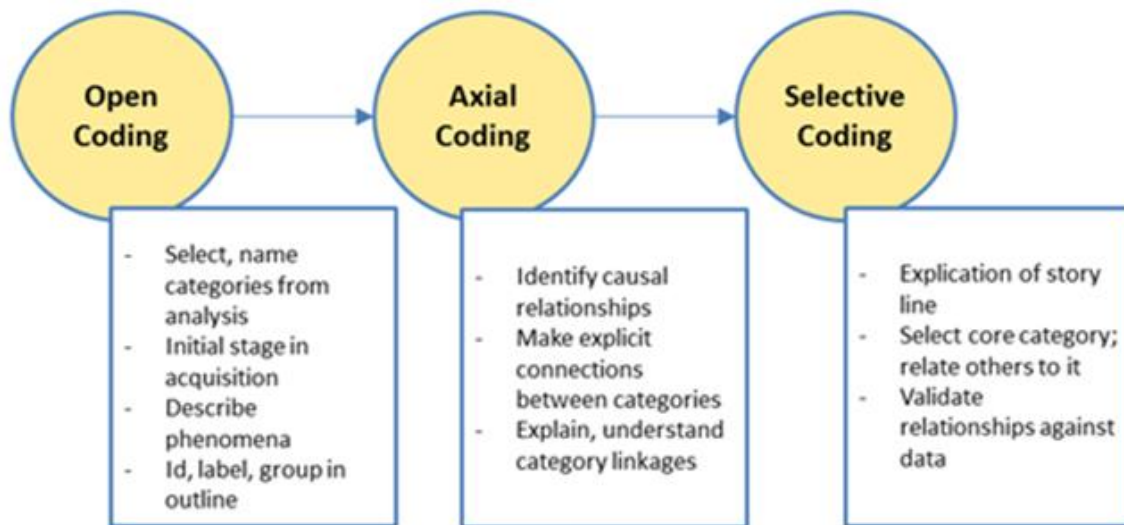 Open
Coding
Axial
Coding
Selective
Coding
- Select, name
categories from
analysis
- Initial stage in
acquisition
- Describe
phenomena
- Id, label, group in
outline
- Identify causal
relationships
- Make explicit
connections
between categories
- Explain, understand
category linkages
- Explication of story
line
- Select core category;
relate others to it
- Validate
relationships against
data